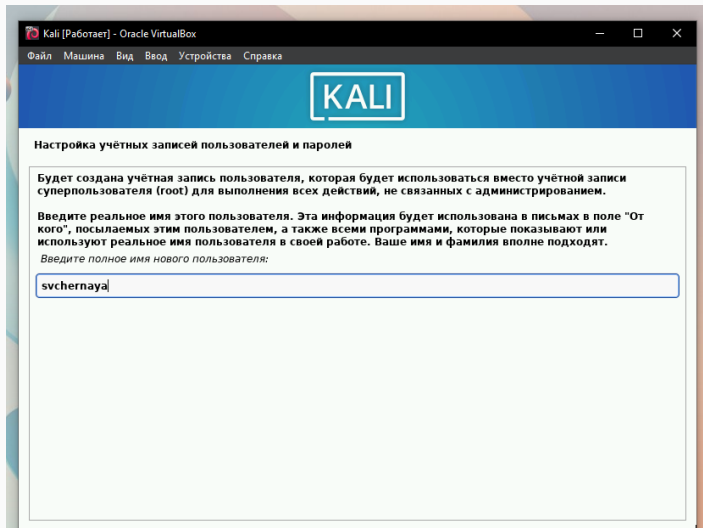 Kali [Работает] - Oracle VirtualBox
Файл Машина Вид Ввод Устройства Справка
KALI
Настройка учётных записей пользователей и паролей
Будет создана учётная запись пользователя, которая будет использоваться вместо учётной записи
суперпользователя (root) для выполнения всех действий, не связанных с администрированием.
Введите реальное имя этого пользователя. Эта информация будет использована в письмах в поле "От
кого", посылаемых этим пользователем, а также всеми программами, которые показывают или
используют реальное имя пользователя в своей работе. Ваше имя и фамилия вполне подходят.
Введите полное имя нового пользователя:
svchernaya